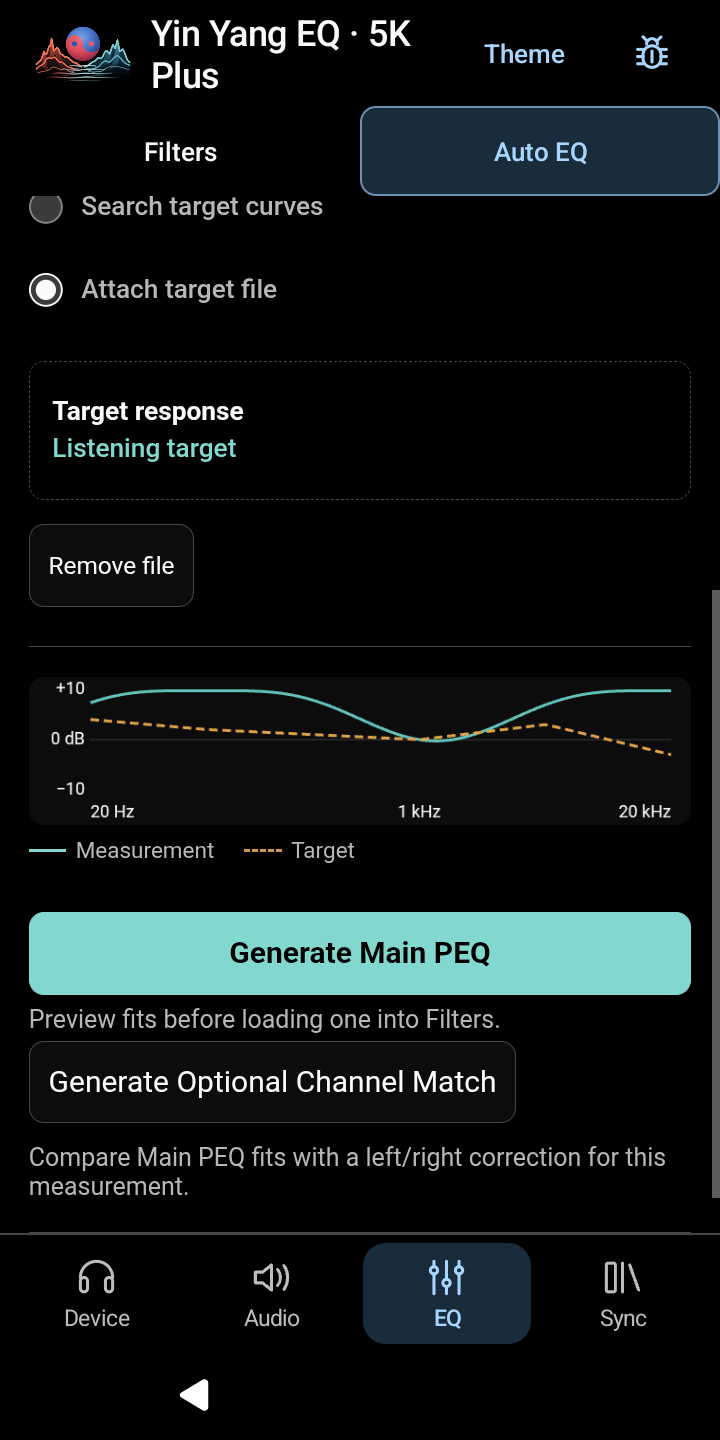 Yin Yang EQ · 5K
Plus
Theme
Filters
Auto EQ
Search target curves
Attach target file
Target response
Listening target
Remove file
+10
0 dB
−10
20 Hz
1 kHz
20 kHz
Measurement
Target
Generate Main PEQ
Preview fits before loading one into Filters.
Generate Optional Channel Match
Compare Main PEQ fits with a left/right correction for this
measurement.
Device
Audio
EQ
Sync